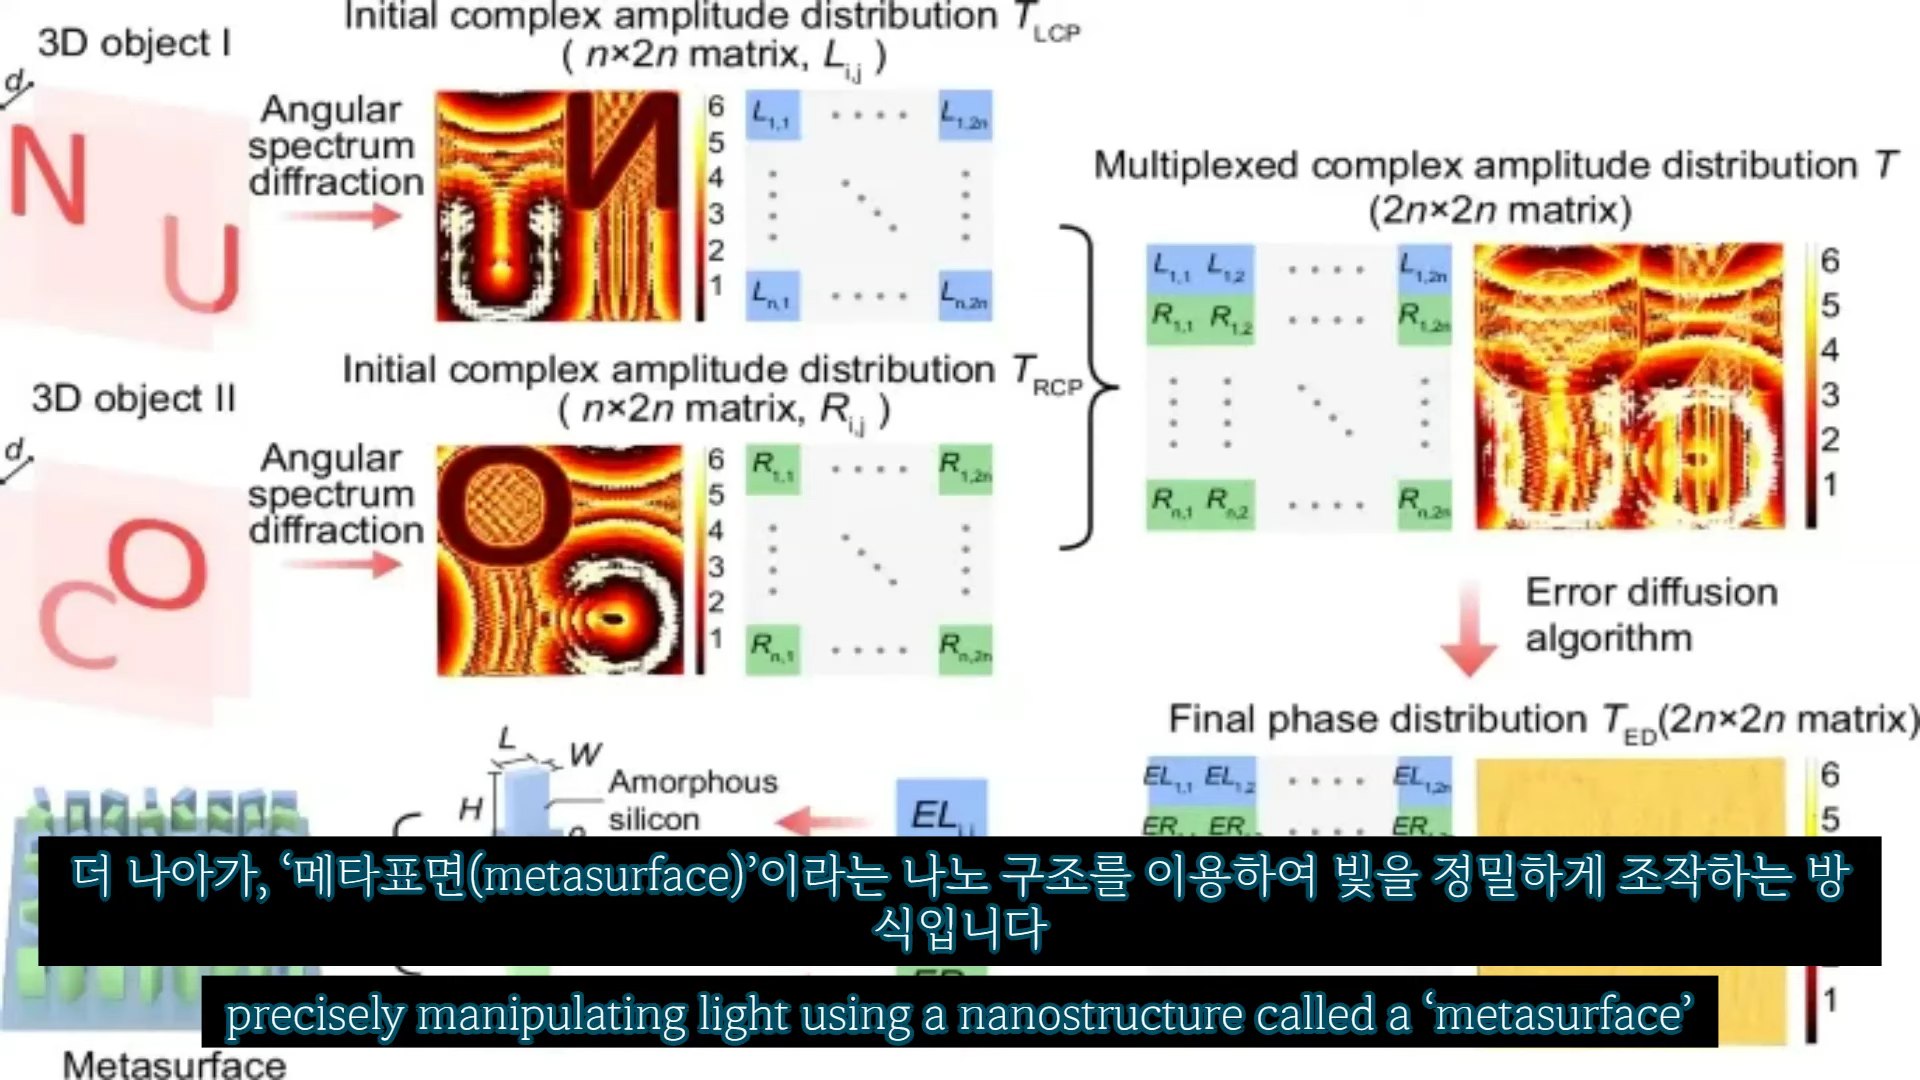 3D object I
d
N
U
Angular
spectrum
diffraction
Initial complex amplitude distribution T_LCP
( n×2n matrix, L_i,j )
6
5
4
3
2
1
L_1,1 . . . . L_1,2n
L_n,1 . . . . L_n,2n
3D object II
d
O
C
Angular
spectrum
diffraction
Initial complex amplitude distribution T_RCP
( n×2n matrix, R_i,j )
6
5
4
3
2
1
R_1,1 . . . . R_1,2n
R_n,1 . . . . R_n,2n
Multiplexed complex amplitude distribution T
(2n×2n matrix)
L_1,1 L_1,2 . . . . L_1,2n
R_1,1 R_1,2 . . . . R_1,2n
R_n,1 R_n,2 . . . . R_n,2n
6
5
4
3
2
1
Error diffusion
algorithm
Final phase distribution T_ED(2n×2n matrix)
EL_1,1 EL_1,2 . . . . EL_1,2n
ER ER . . . . ER
6
5
1
EL
Amorphous
silicon
L
W
H
Metasurface
더 나아가, ‘메타표면(metasurface)’이라는 나노 구조를 이용하여 빛을 정밀하게 조작하는 방
식입니다
precisely manipulating light using a nanostructure called a ‘metasurface’